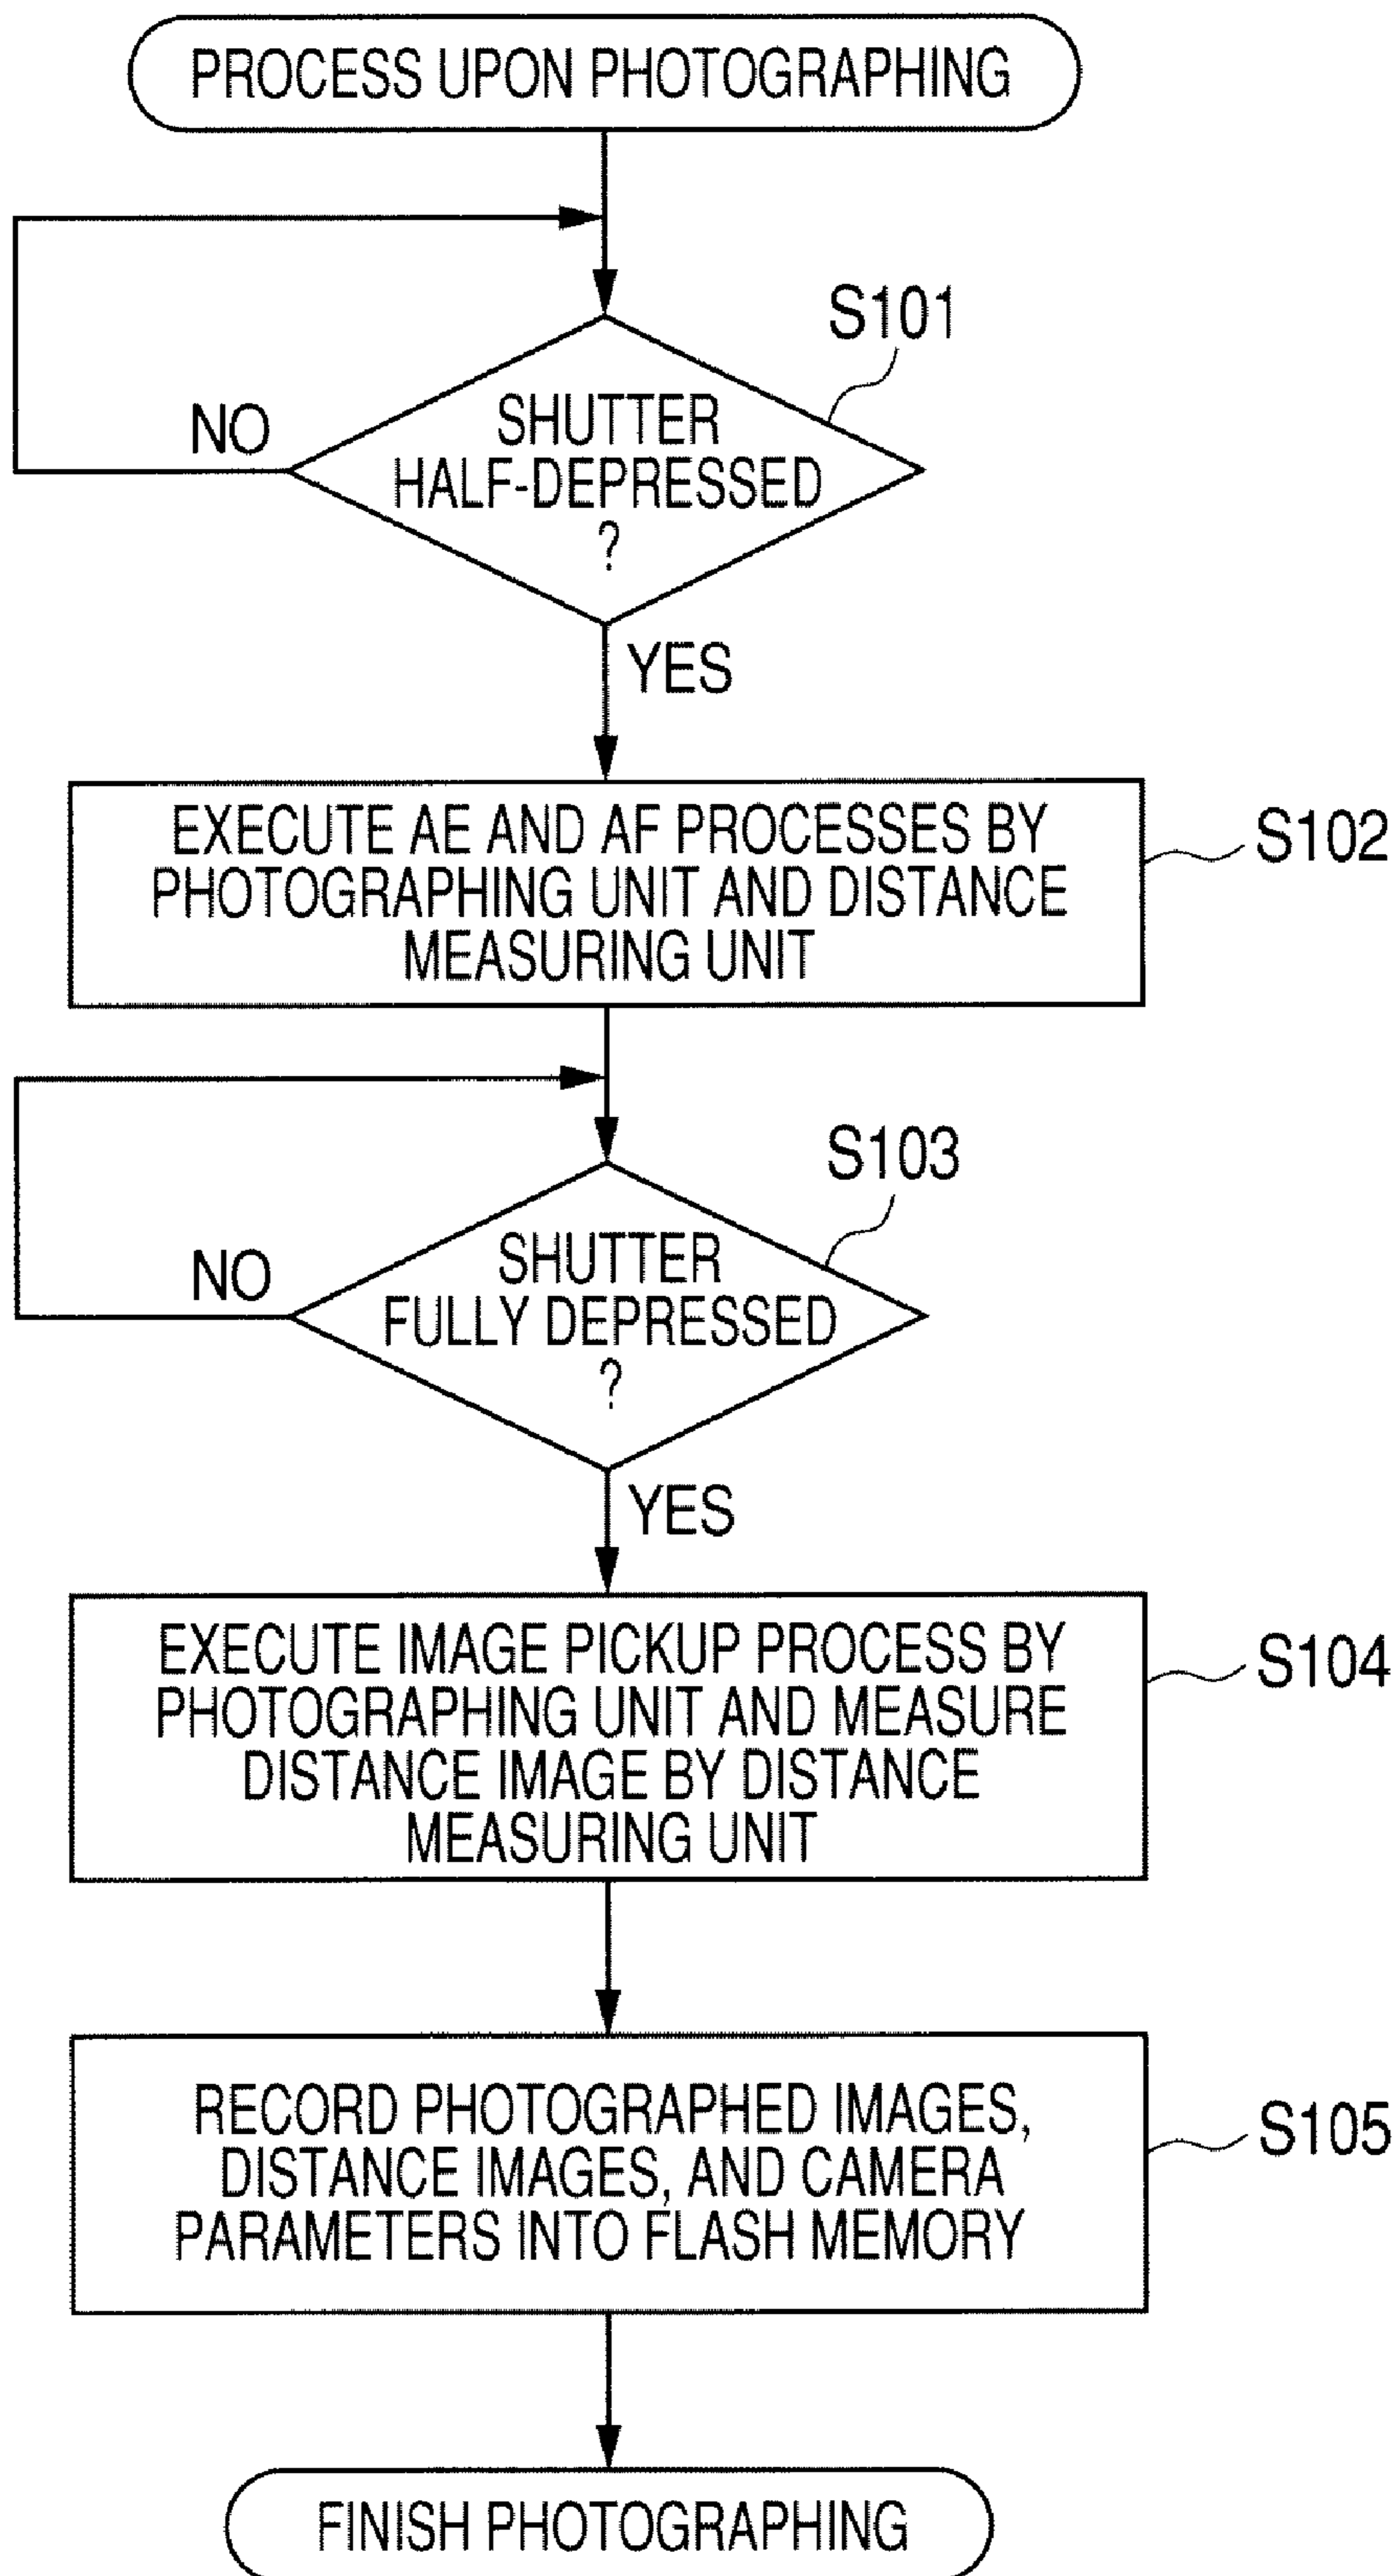 PROCESS UPON PHOTOGRAPHING
S101
SHUTTER
HALF-DEPRESSED
?
NO
YES
EXECUTE AE AND AF PROCESSES BY
PHOTOGRAPHING UNIT AND DISTANCE
MEASURING UNIT
S102
S103
SHUTTER
FULLY DEPRESSED
?
NO
YES
EXECUTE IMAGE PICKUP PROCESS BY
PHOTOGRAPHING UNIT AND MEASURE
DISTANCE IMAGE BY DISTANCE
MEASURING UNIT
S104
RECORD PHOTOGRAPHED IMAGES,
DISTANCE IMAGES, AND CAMERA
PARAMETERS INTO FLASH MEMORY
S105
FINISH PHOTOGRAPHING